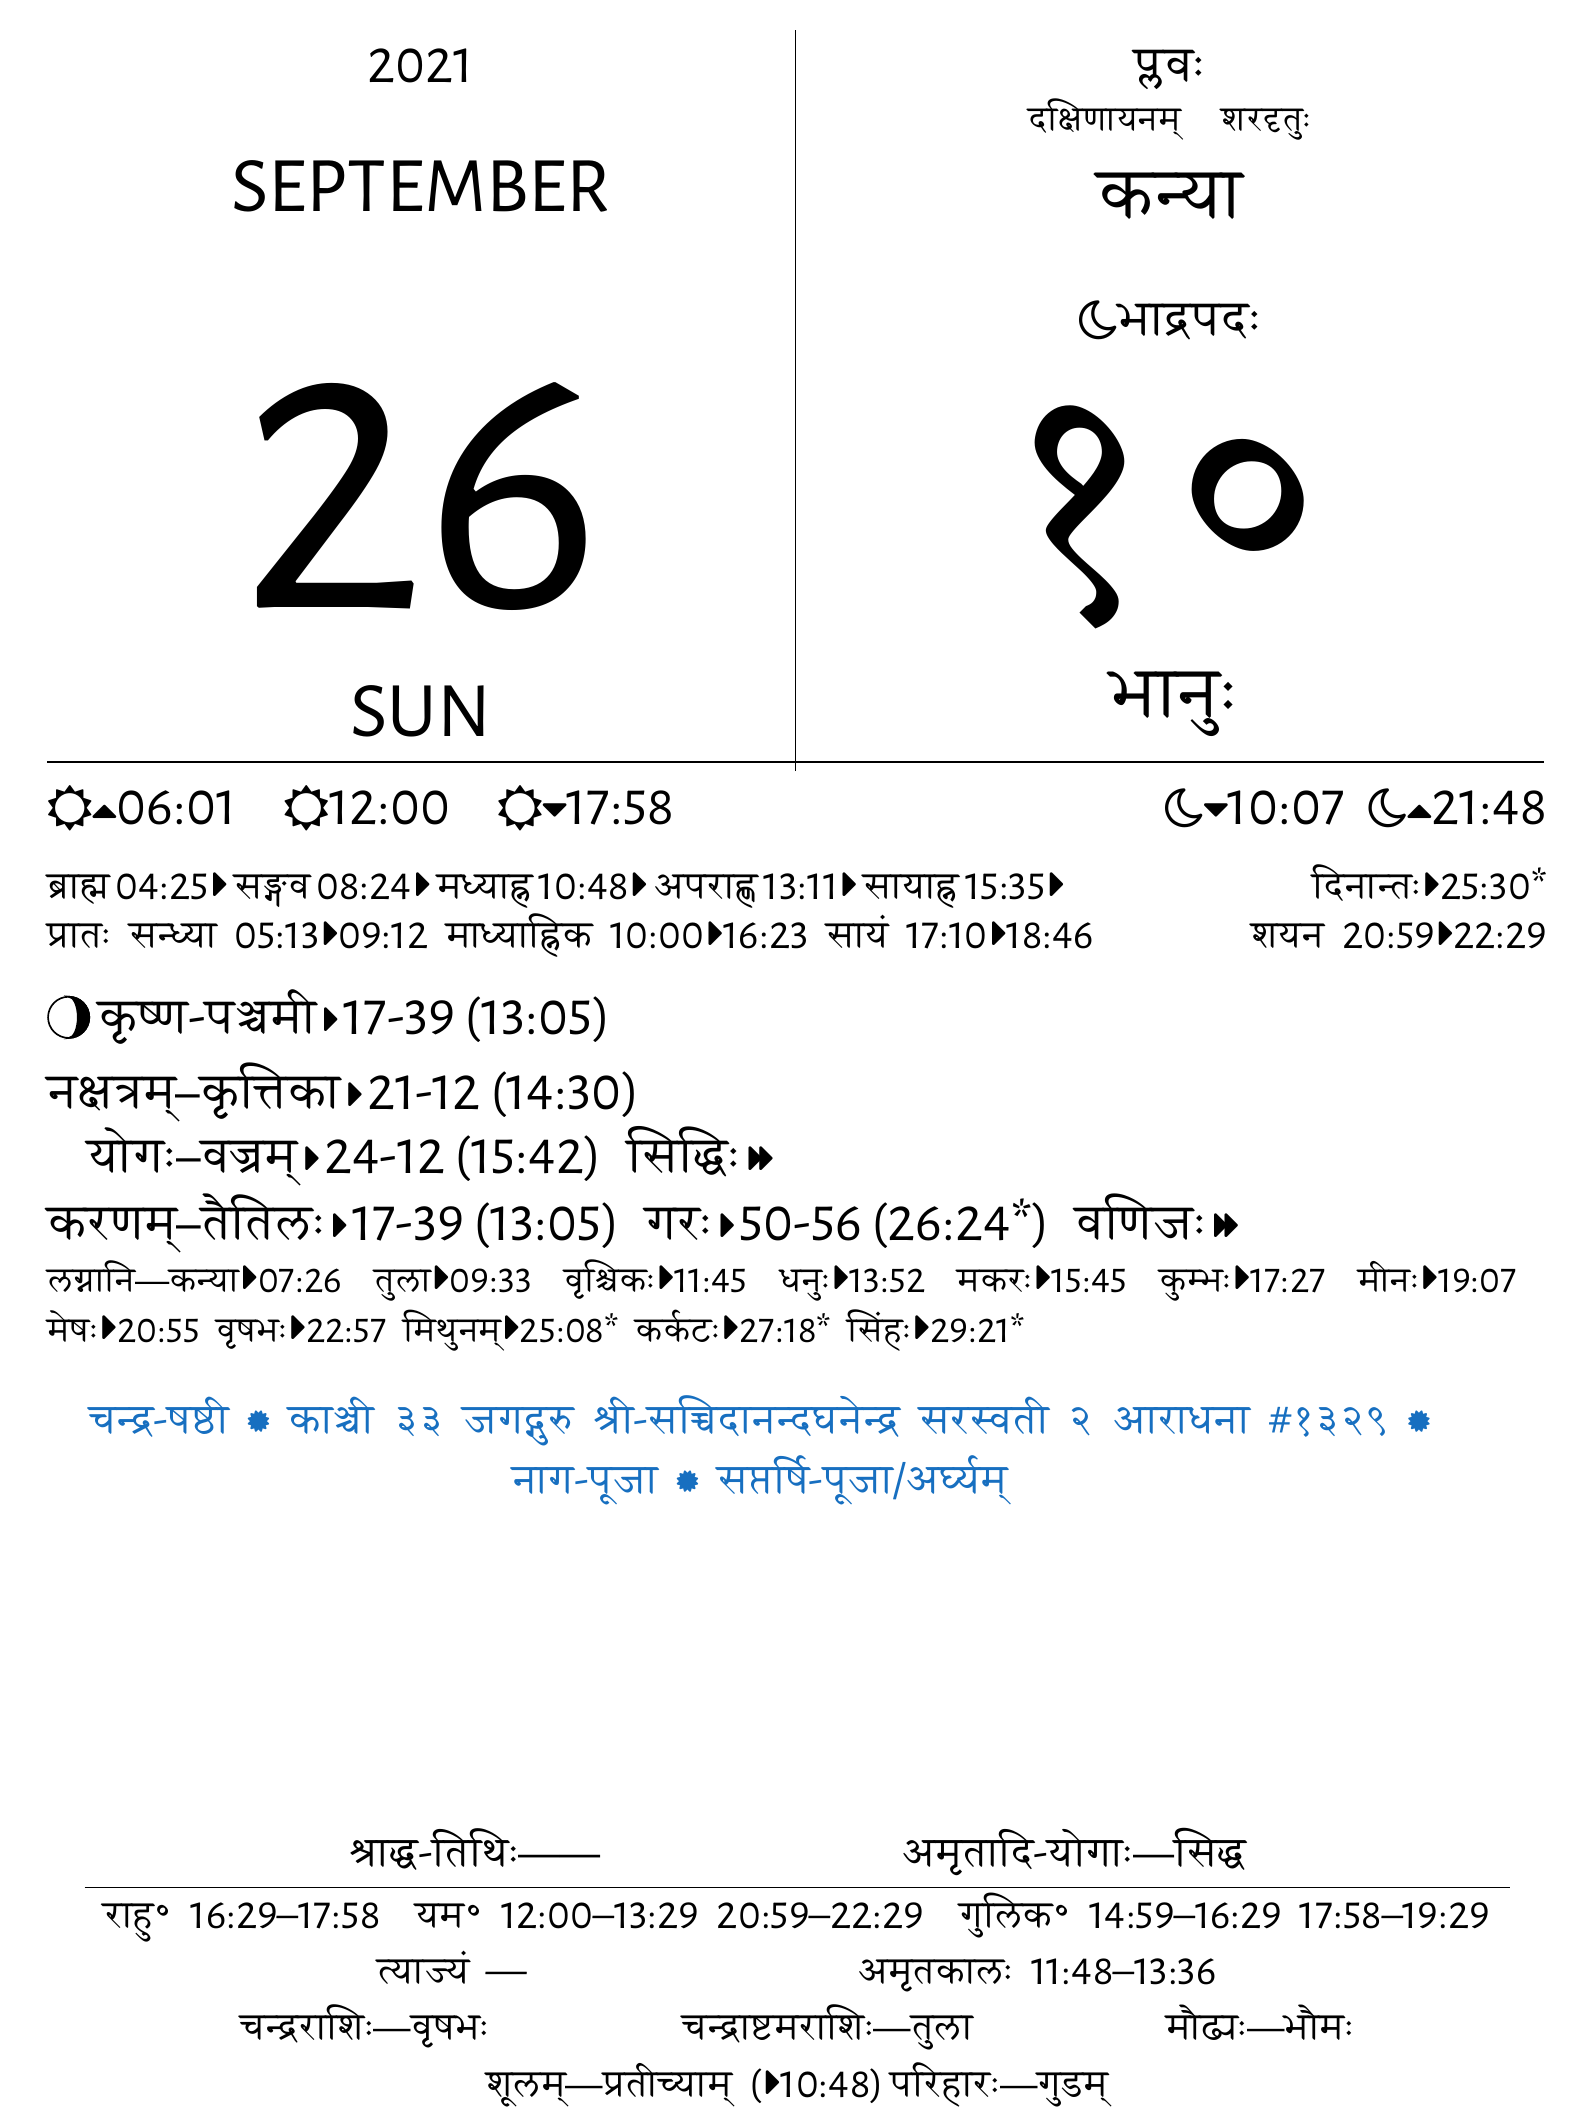 2021
SEPTEMBER
26
SUN
प्लवः
दक्षिणायनम् शरदृतुः
कन्या
भाद्रपदः
१०
भानुः
06:01 12:00 17:58 10:07 21:48
ब्राह्म 04:25 सङ्गव 08:24 मध्याह्न 10:48 अपराह्ण 13:11 सायाह्न 15:35 दिनान्तः 25:30*
प्रातः सन्ध्या 05:13 09:12 माध्याह्निक 10:00 16:23 सायं 17:10 18:46 शयन 20:59 22:29
कृष्ण-पञ्चमी 17-39 (13:05)
नक्षत्रम्–कृत्तिका 21-12 (14:30)
योगः–वज्रम् 24-12 (15:42) सिद्धिः
करणम्–तैतिलः 17-39 (13:05) गरः 50-56 (26:24*) वणिजः
लग्नानि—कन्या 07:26 तुला 09:33 वृश्चिकः 11:45 धनुः 13:52 मकरः 15:45 कुम्भः 17:27 मीनः 19:07
मेषः 20:55 वृषभः 22:57 मिथुनम् 25:08* कर्कटः 27:18* सिंहः 29:21*
चन्द्र-षष्ठी ✹ काञ्ची ३३ जगद्गुरु श्री-सच्चिदानन्दघनेन्द्र सरस्वती २ आराधना #१३२९ ✹
नाग-पूजा ✹ सप्तर्षि-पूजा/अर्घ्यम्
श्राद्ध-तिथिः—— अमृतादि-योगाः—सिद्ध
राहु° 16:29–17:58 यम° 12:00–13:29 20:59–22:29 गुलिक° 14:59–16:29 17:58–19:29
त्याज्यं — अमृतकालः 11:48–13:36
चन्द्रराशिः—वृषभः चन्द्राष्टमराशिः—तुला मौढ्यः—भौमः
शूलम्—प्रतीच्याम् (10:48) परिहारः—गुडम्